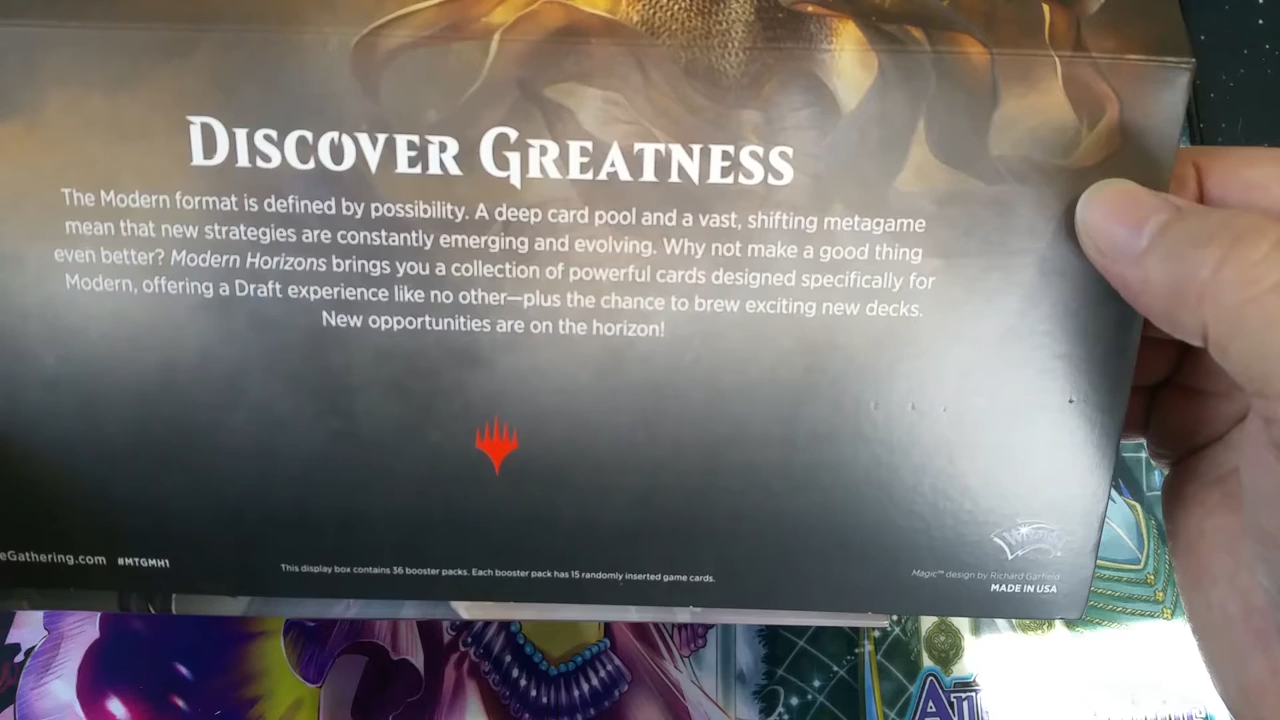 DISCOVER GREATNESS
The Modern format is defined by possibility. A deep card pool and a vast, shifting metagame
mean that new strategies are constantly emerging and evolving. Why not make a good thing
even better? Modern Horizons brings you a collection of powerful cards designed specifically for
Modern, offering a Draft experience like no other—plus the chance to brew exciting new decks.
New opportunities are on the horizon!
eGathering.com #MTGMH1
This display box contains 36 booster packs. Each booster pack has 15 randomly inserted game cards.
Wizards
Magic™ design by Richard Garfield
MADE IN USA